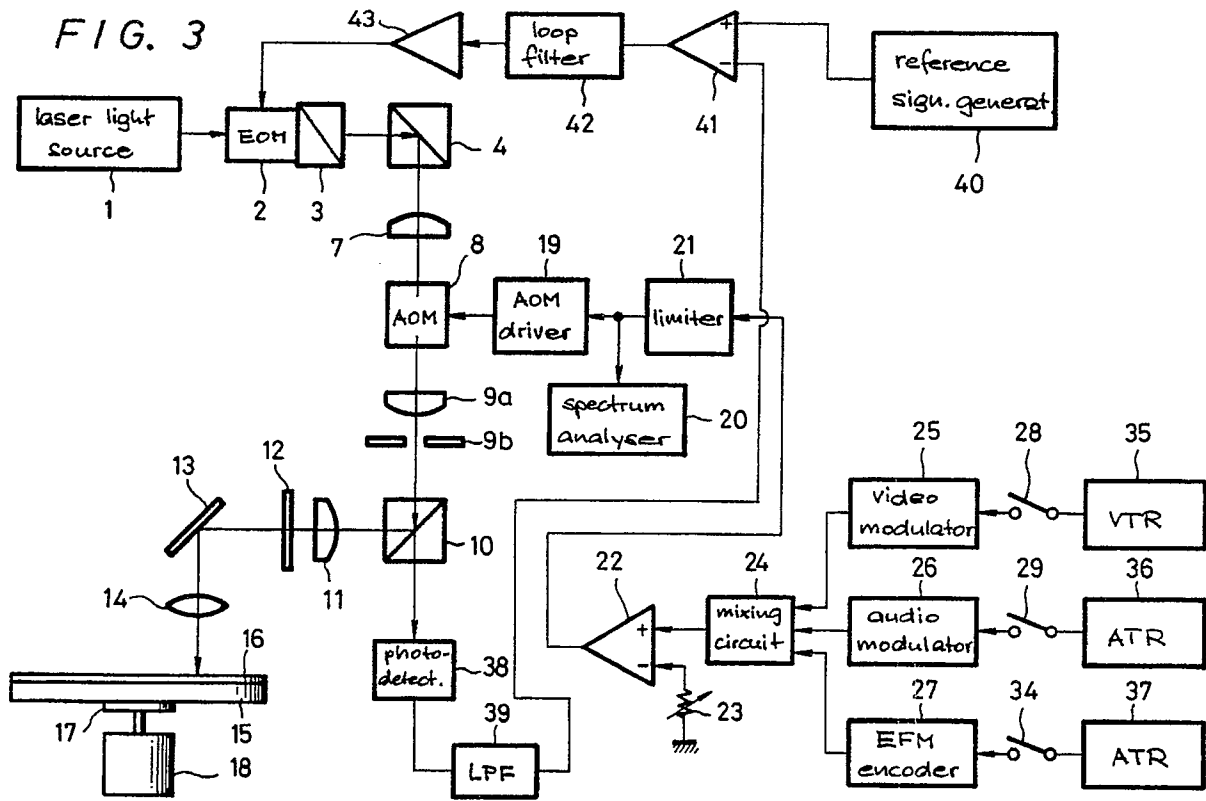 FIG. 3
43
loop
filter
42
+
−
41
reference
sign. generat.
40
laser light
source
1
EOM
2
3
4
7
8
AOM
19
AOM
driver
21
limiter
9a
9b
spectrum
analyser
20
13
12
11
10
14
16
15
17
18
photo-
detect.
38
39
LPF
22
+
−
23
24
mixing
circuit
25
video
modulator
28
35
VTR
26
audio
modulator
29
36
ATR
27
EFM
encoder
34
37
ATR